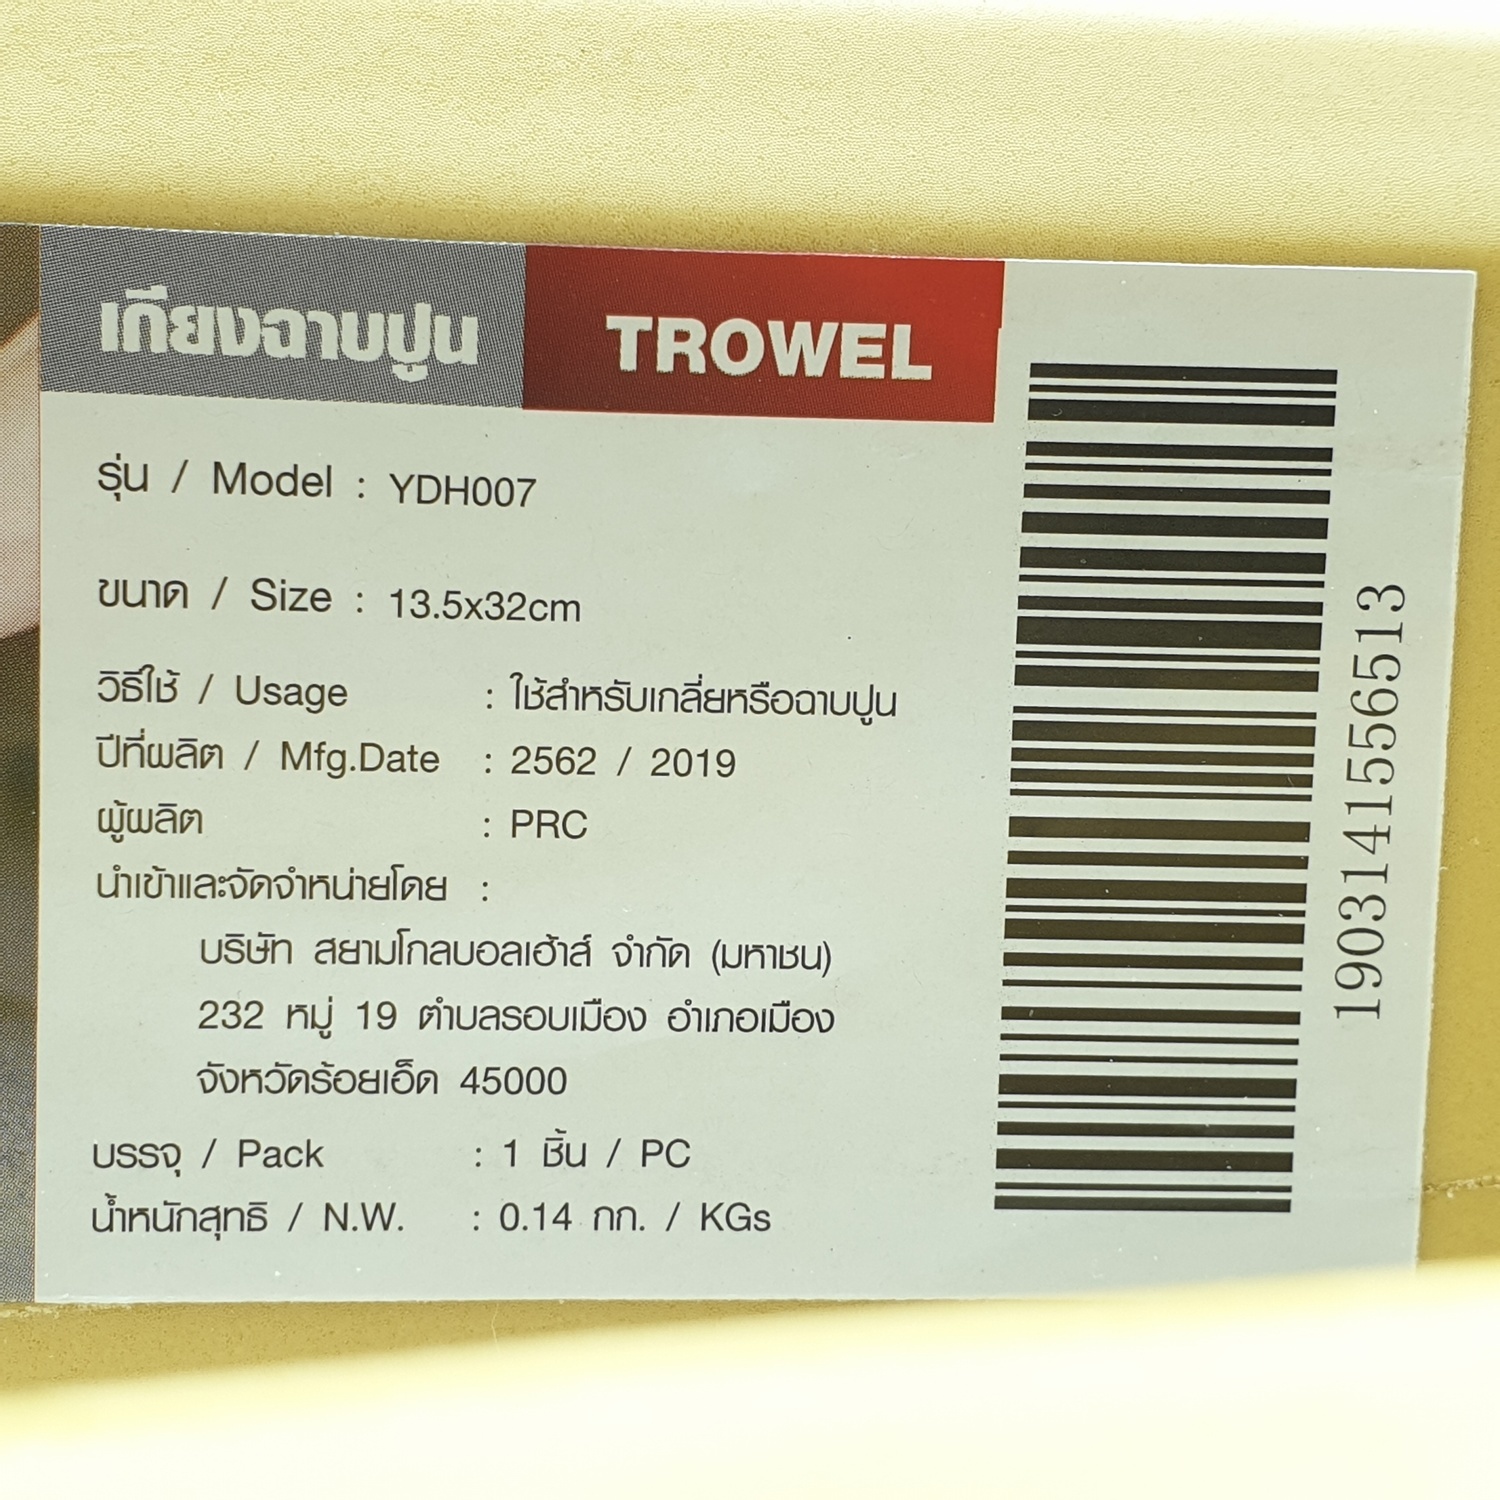 เกียงฉาบปูน TROWEL
รุ่น / Model : YDH007
ขนาด / Size : 13.5x32cm
วิธีใช้ / Usage : ใช้สำหรับเกลี่ยหรือฉาบปูน
ปีที่ผลิต / Mfg.Date : 2562 / 2019
ผู้ผลิต : PRC
นำเข้าและจัดจำหน่ายโดย :
บริษัท สยามโกลบอลเฮ้าส์ จำกัด (มหาชน)
232 หมู่ 19 ตำบลรอบเมือง อำเภอเมือง
จังหวัดร้อยเอ็ด 45000
บรรจุ / Pack : 1 ชิ้น / PC
น้ำหนักสุทธิ / N.W. : 0.14 กก. / KGs
1903141556513